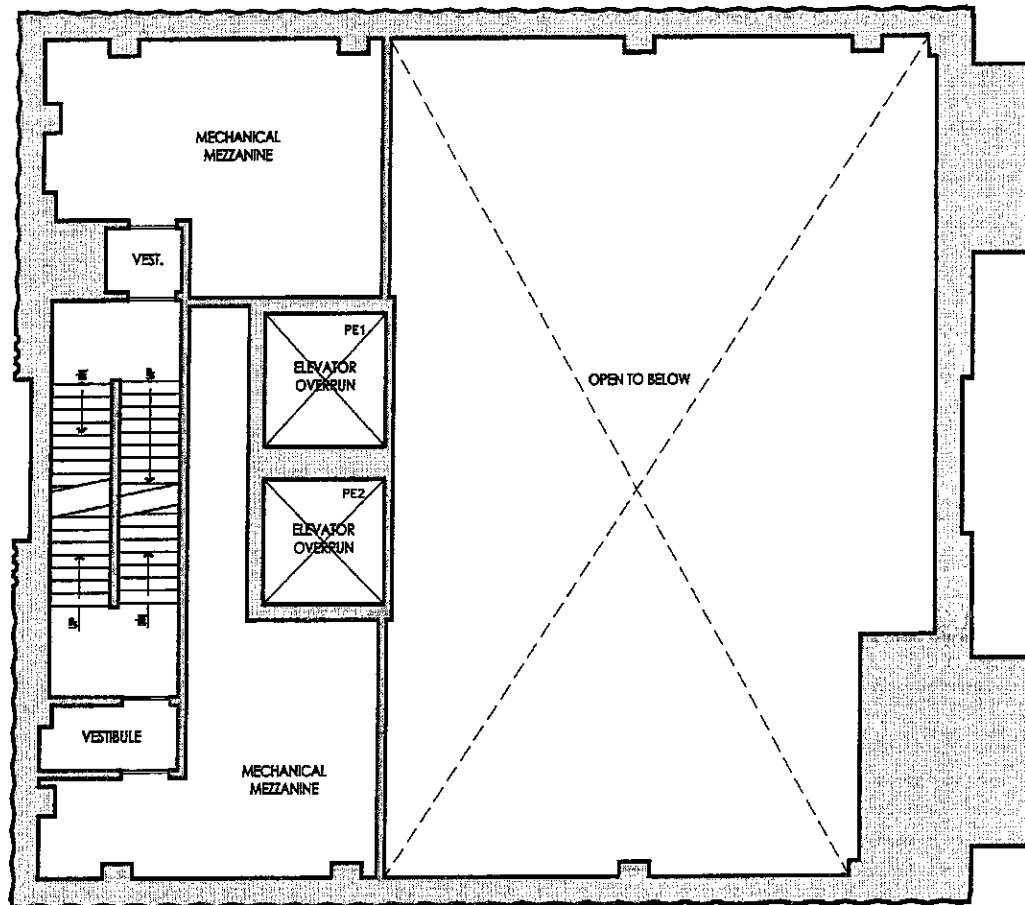 MECHANICAL
MEZZANINE
VEST.
PE1
ELEVATOR
OVERRUN
OPEN TO BELOW
PE2
ELEVATOR
OVERRUN
VESTIBULE
MECHANICAL
MEZZANINE